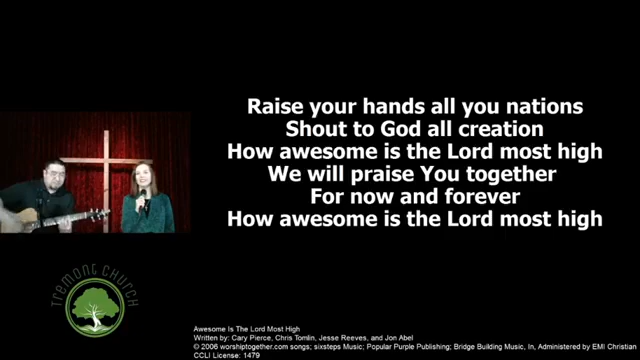 Raise your hands all you nations
Shout to God all creation
How awesome is the Lord most high
We will praise You together
For now and forever
How awesome is the Lord most high
TREMONT CHURCH
Awesome Is The Lord Most High
Written by: Cary Pierce, Chris Tomlin, Jesse Reeves, and Jon Abel
© 2006 worshiptogether.com songs; sixsteps Music; Popular Purple Publishing; Bridge Building Music, In, Administered by EMI Christian
CCLI License: 1479